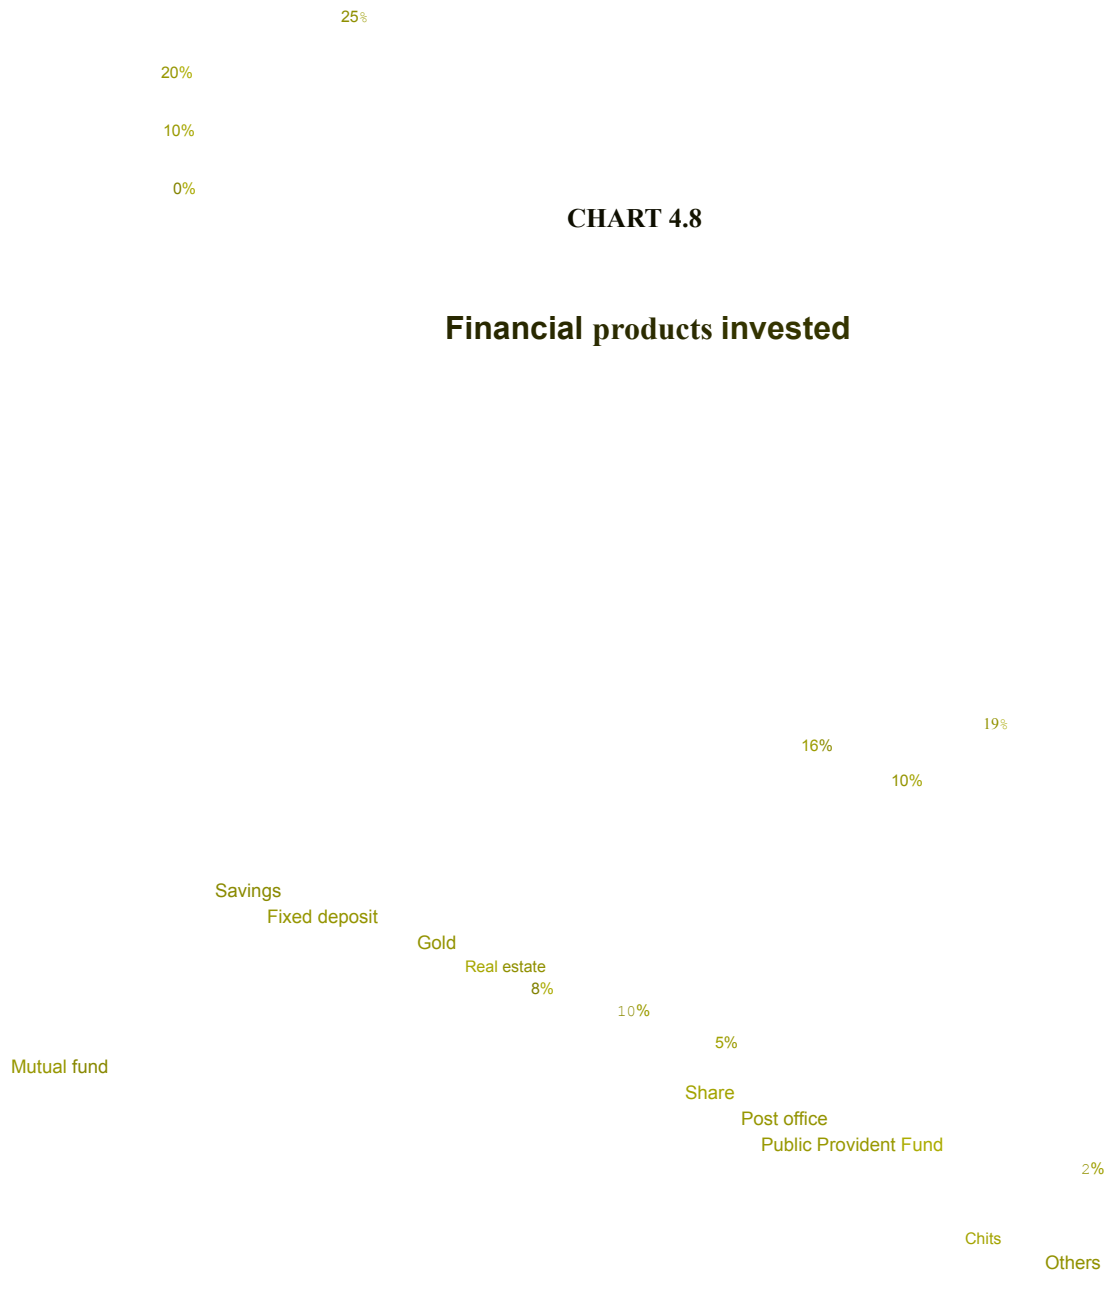 25%
20%
10%
0%
CHART 4.8
Financial products invested
19%
16%
10%
Savings
Fixed deposit
Gold
Real estate
8%
10%
5%
Mutual fund
Share
Post office
Public Provident Fund
2%
Chits
Others